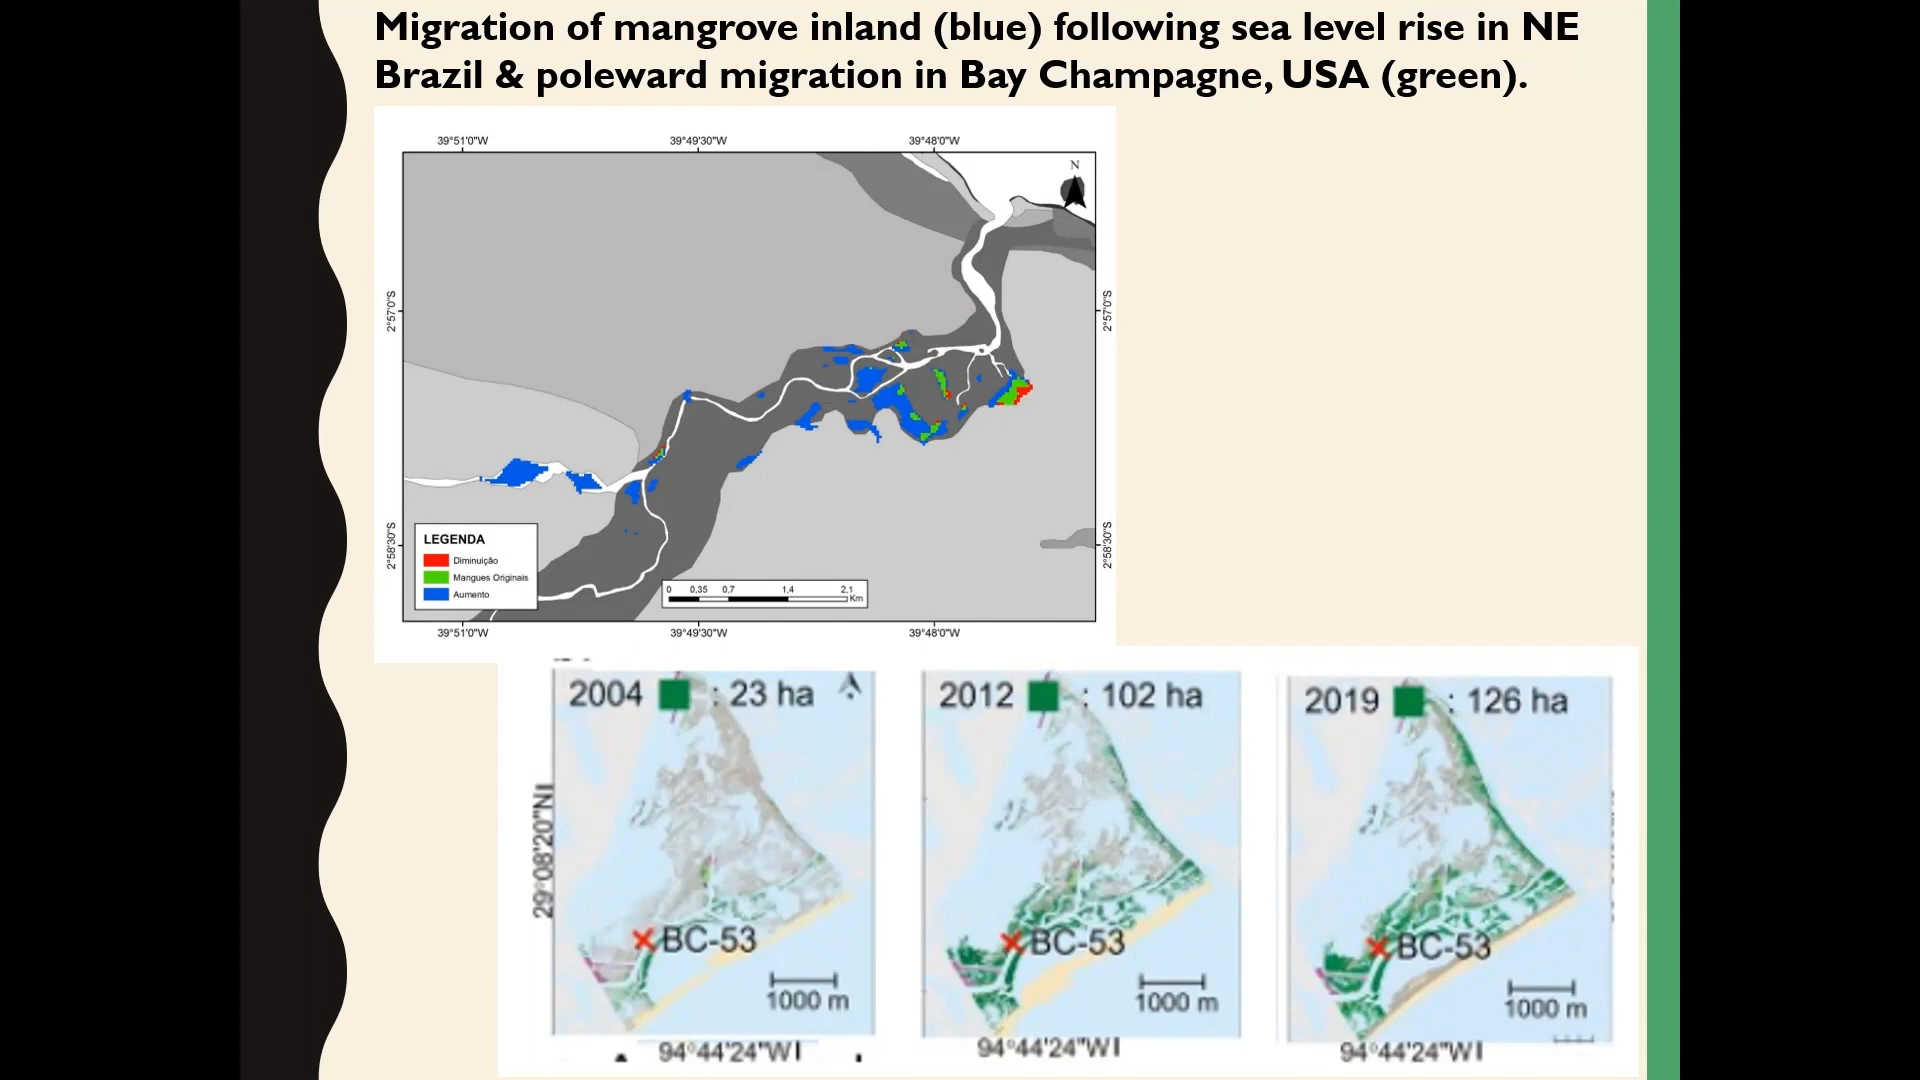 Migration of mangrove inland (blue) following sea level rise in NE
Brazil & poleward migration in Bay Champagne, USA (green).
39°51'0"W
39°49'30"W
39°48'0"W
N
2°57'0"S
2°57'0"S
2°58'30"S
2°58'30"S
LEGENDA
Diminuição
Mangues Originais
Aumento
0 0,35 0,7 1,4 2,1
Km
39°51'0"W
39°49'30"W
39°48'0"W
2004 : 23 ha
2012 : 102 ha
2019 : 126 ha
29°08'20"N
BC-53
BC-53
BC-53
1000 m
1000 m
1000 m
94°44'24"W
94°44'24"W
94°44'24"W